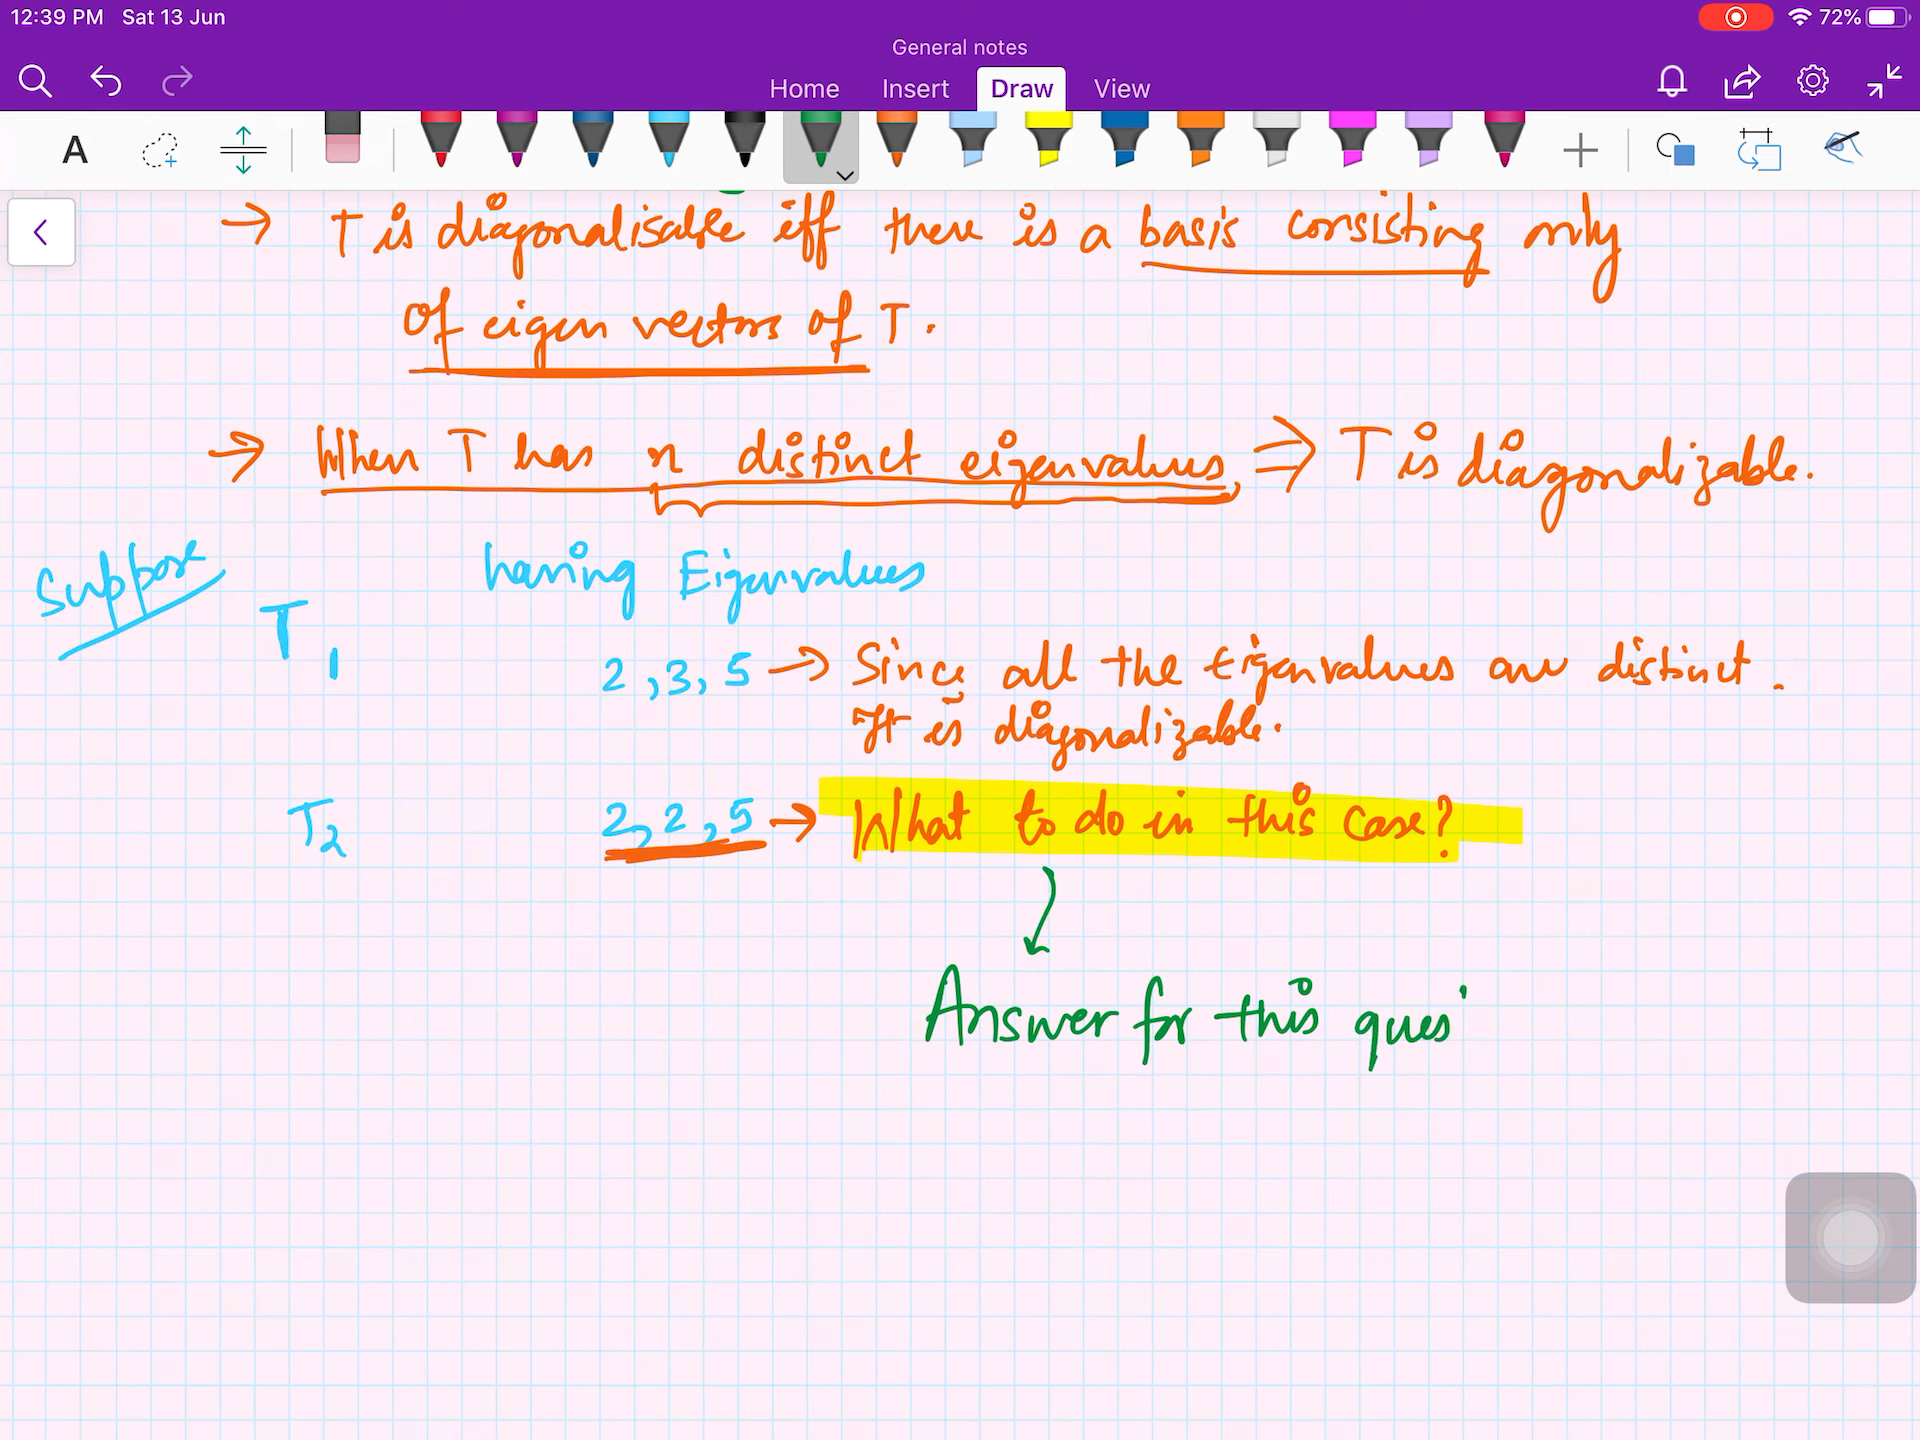 12:39 PM Sat 13 Jun
72%
General notes
Home Insert Draw View
A
→ T is diagonalisable iff there is a basis consisting only
of eigen vectors of T.
→ When T has n distinct eigenvalues, ⇒ T is diagonalizable.
Suppose
having Eigenvalues
T1
2, 3, 5 → Since all the Eigenvalues are distinct.
It is diagonalizable.
T2 2, 2, 5 → What to do in this case?
Answer for this ques